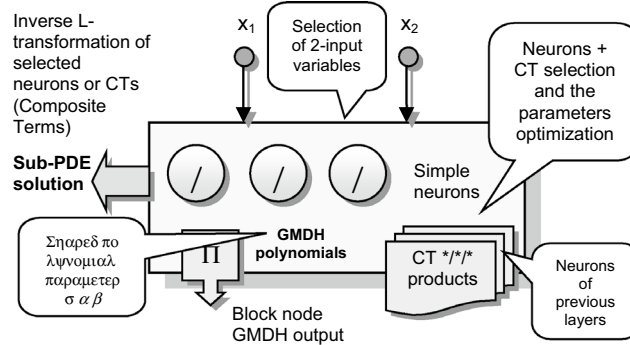 Inverse L-
transformation of
selected
neurons or CTs
(Composite
Terms)
x1
Selection
of 2-input
variables
x2
Neurons +
CT selection
and the
parameters
optimization
Sub-PDE
solution
/
/
/
Simple
neurons
Σηαρεδ πο
λψνομιαλ
παραμετερ
σ α β
Π
GMDH
polynomials
CT */*/*
products
Neurons
of
previous
layers
Block node
GMDH output